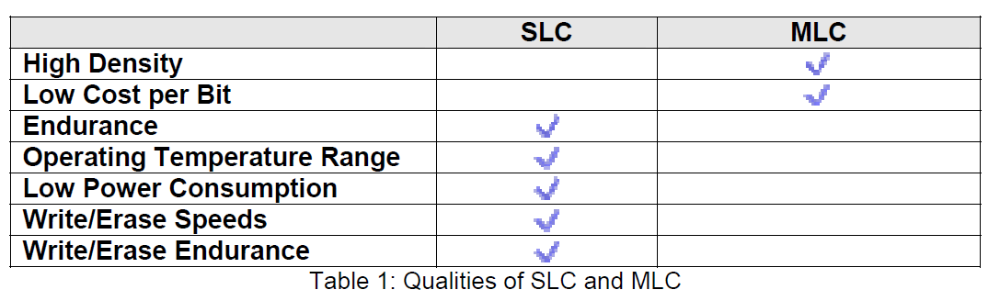 SLC MLC
High Density
Low Cost per Bit
Endurance
Operating Temperature Range
Low Power Consumption
Write/Erase Speeds
Write/Erase Endurance
Table 1: Qualities of SLC and MLC